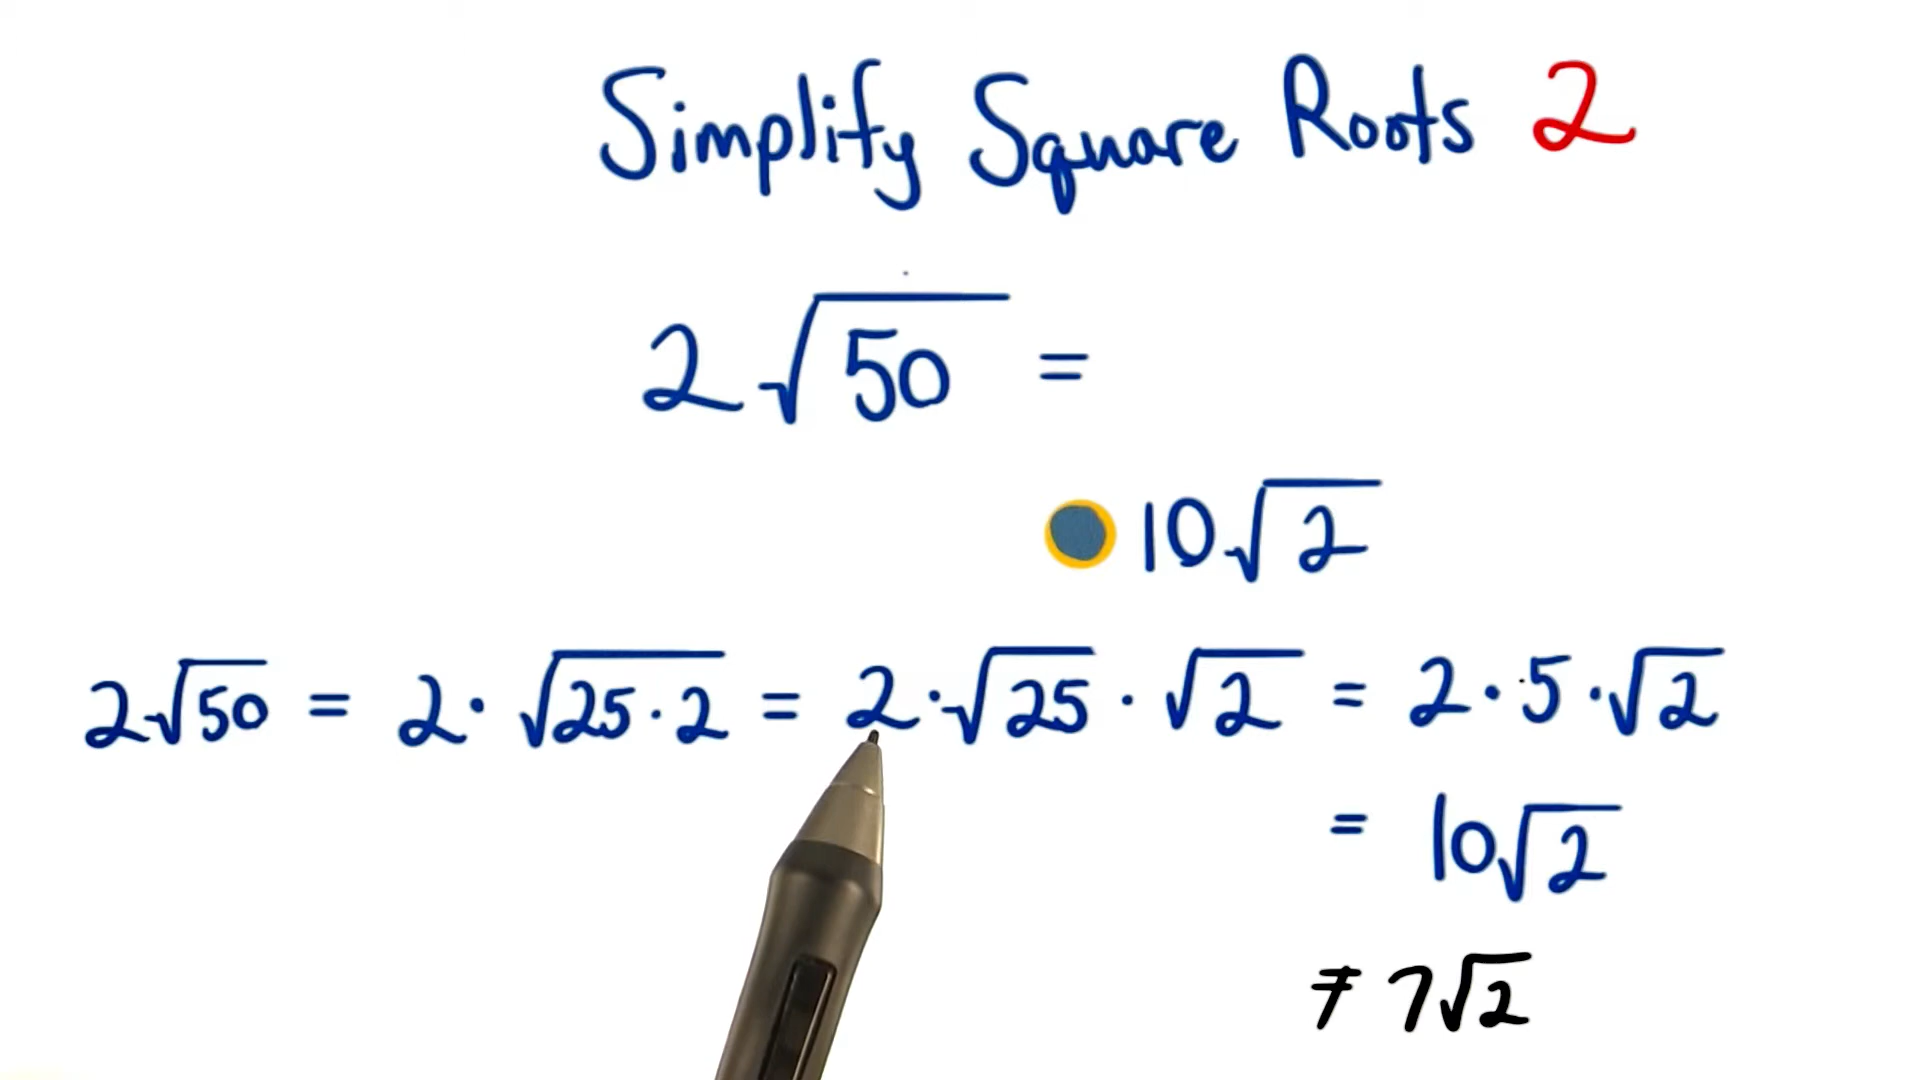 Simplify Square Roots 2
2√50 =
10√2
2√50 = 2·√25·2 = 2·√25·√2 = 2·5·√2
= 10√2
≠ 7√2